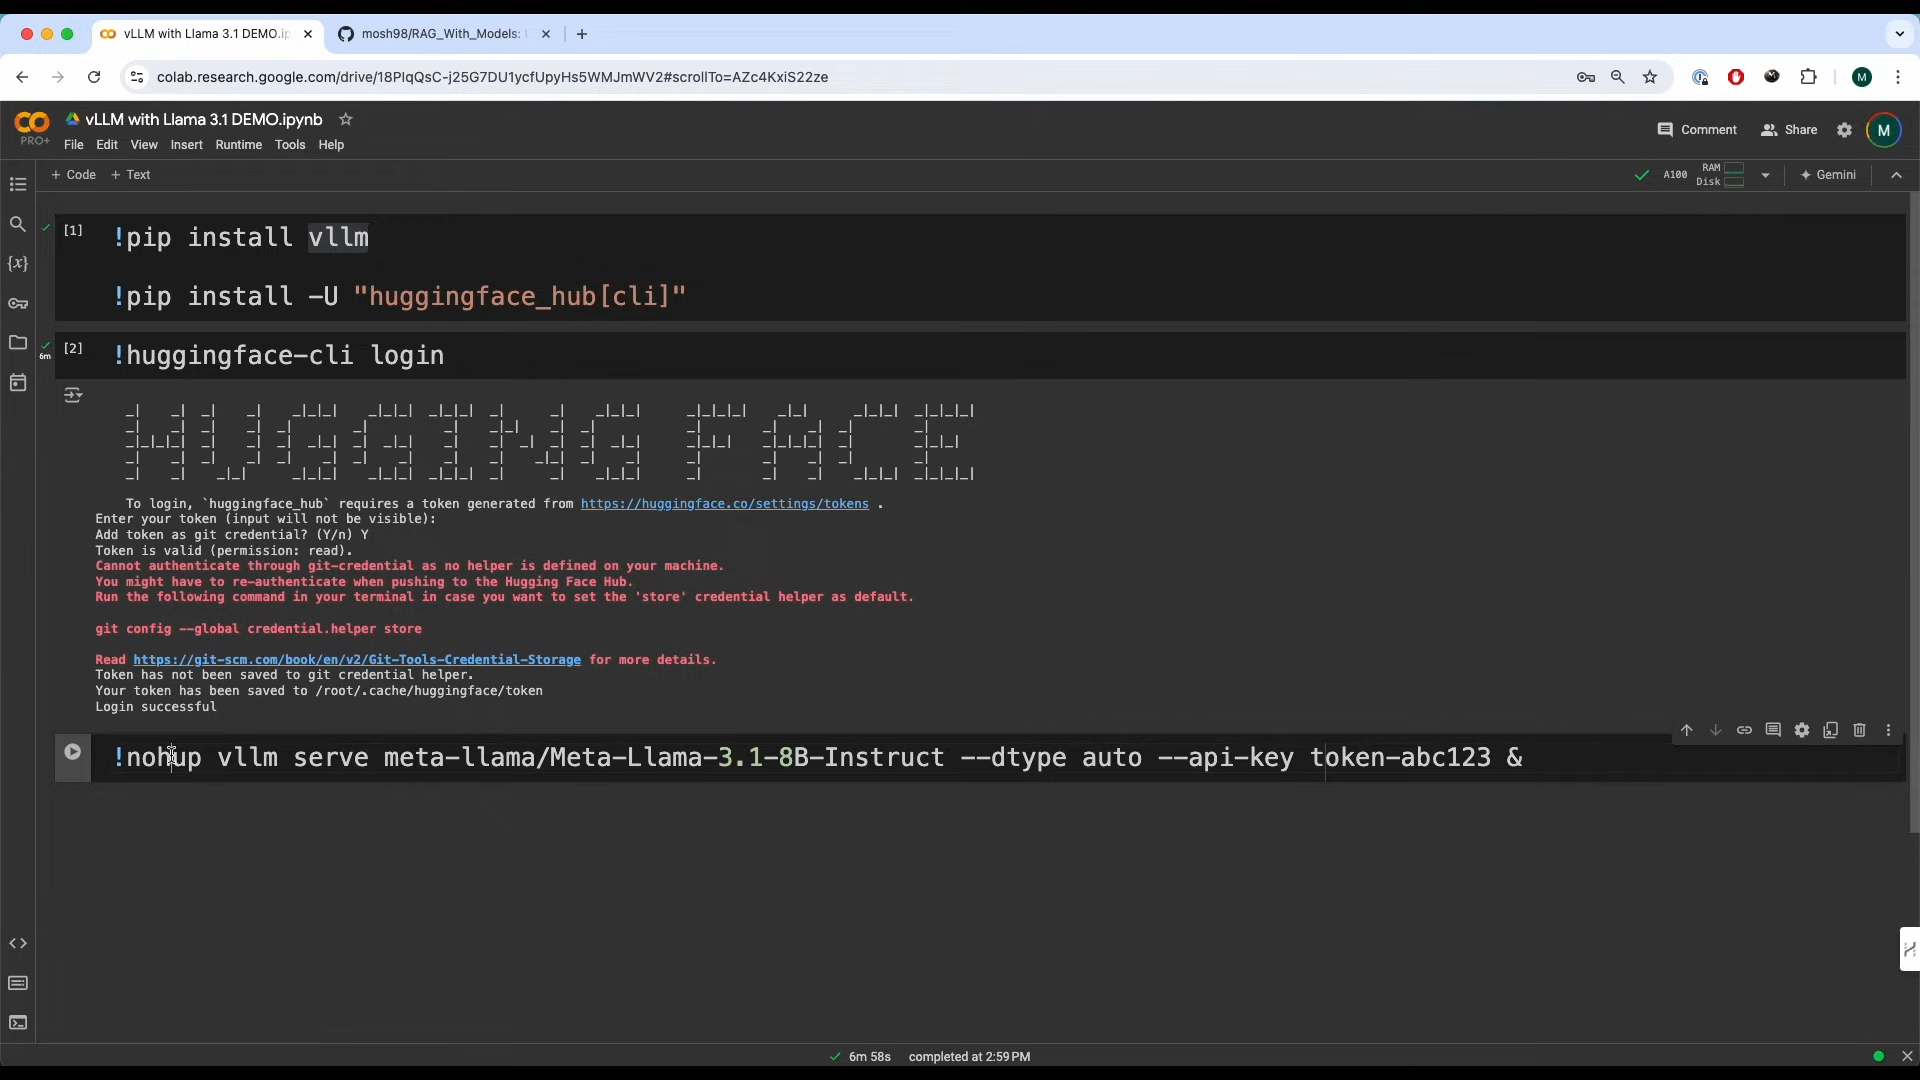 vLLM with Llama 3.1 DEMO.ip
mosh98/RAG_With_Models:
colab.research.google.com/drive/18PlqQsC-j25G7DU1ycfUpyHs5WMJmWV2#scrollTo=AZc4KxiS22ze
M
vLLM with Llama 3.1 DEMO.ipynb
PRO+
File Edit View Insert Runtime Tools Help
Comment
Share
M
+ Code + Text
A100
RAM
Disk
Gemini
[1]
!pip install vllm
!pip install -U "huggingface_hub[cli]"
6m
[2]
!huggingface-cli login
HUGGING FACE
To login, `huggingface_hub` requires a token generated from https://huggingface.co/settings/tokens .
Enter your token (input will not be visible):
Add token as git credential? (Y/n) Y
Token is valid (permission: read).
Cannot authenticate through git-credential as no helper is defined on your machine.
You might have to re-authenticate when pushing to the Hugging Face Hub.
Run the following command in your terminal in case you want to set the 'store' credential helper as default.
git config --global credential.helper store
Read https://git-scm.com/book/en/v2/Git-Tools-Credential-Storage for more details.
Token has not been saved to git credential helper.
Your token has been saved to /root/.cache/huggingface/token
Login successful
!nohup vllm serve meta-llama/Meta-Llama-3.1-8B-Instruct --dtype auto --api-key token-abc123 &
6m 58s completed at 2:59 PM